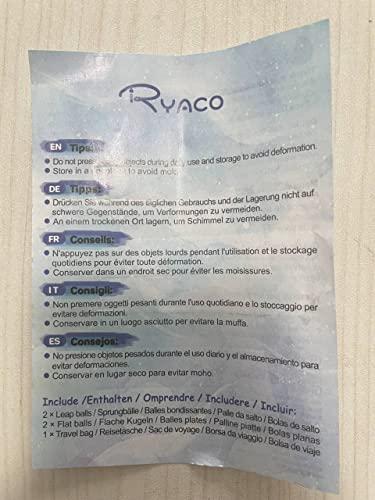 RYACO
EN Tips:
Do not press objects during daily use and storage to avoid deformation.
Store in a to avoid mold.
DE Tipps:
Drücken Sie während des täglichen Gebrauchs und der Lagerung nicht auf
schwere Gegenstände, um Verformungen zu vermeiden.
An einem trockenen Ort lagern, um Schimmel zu vermeiden.
FR Conseils:
N'appuyez pas sur des objets lourds pendant l'utilisation et le stockage
quotidiens pour éviter toute déformation.
Conserver dans un endroit sec pour éviter les moisissures.
IT Consigli:
Non premere oggetti pesanti durante l'uso quotidiano e lo stoccaggio per
evitare deformazioni.
Conservare in un luogo asciutto per evitare la muffa.
ES Consejos:
No presione objetos pesados durante el uso diario y el almacenamiento para
evitar deformaciones.
Conservar en lugar seco para evitar moho.
Include /Enthalten / Omprendre / Includere / Incluir:
2 × Leap balls / Sprungbälle / Balles bondissantes / Palle da salto / Bolas de salto
2 × Flat balls / Flache Kugeln / Balles plates / Palline piatte / Bolas planas
1 × Travel bag / Reisetasche / Sac de voyage / Borsa da viaggio / Bolsa de viaje